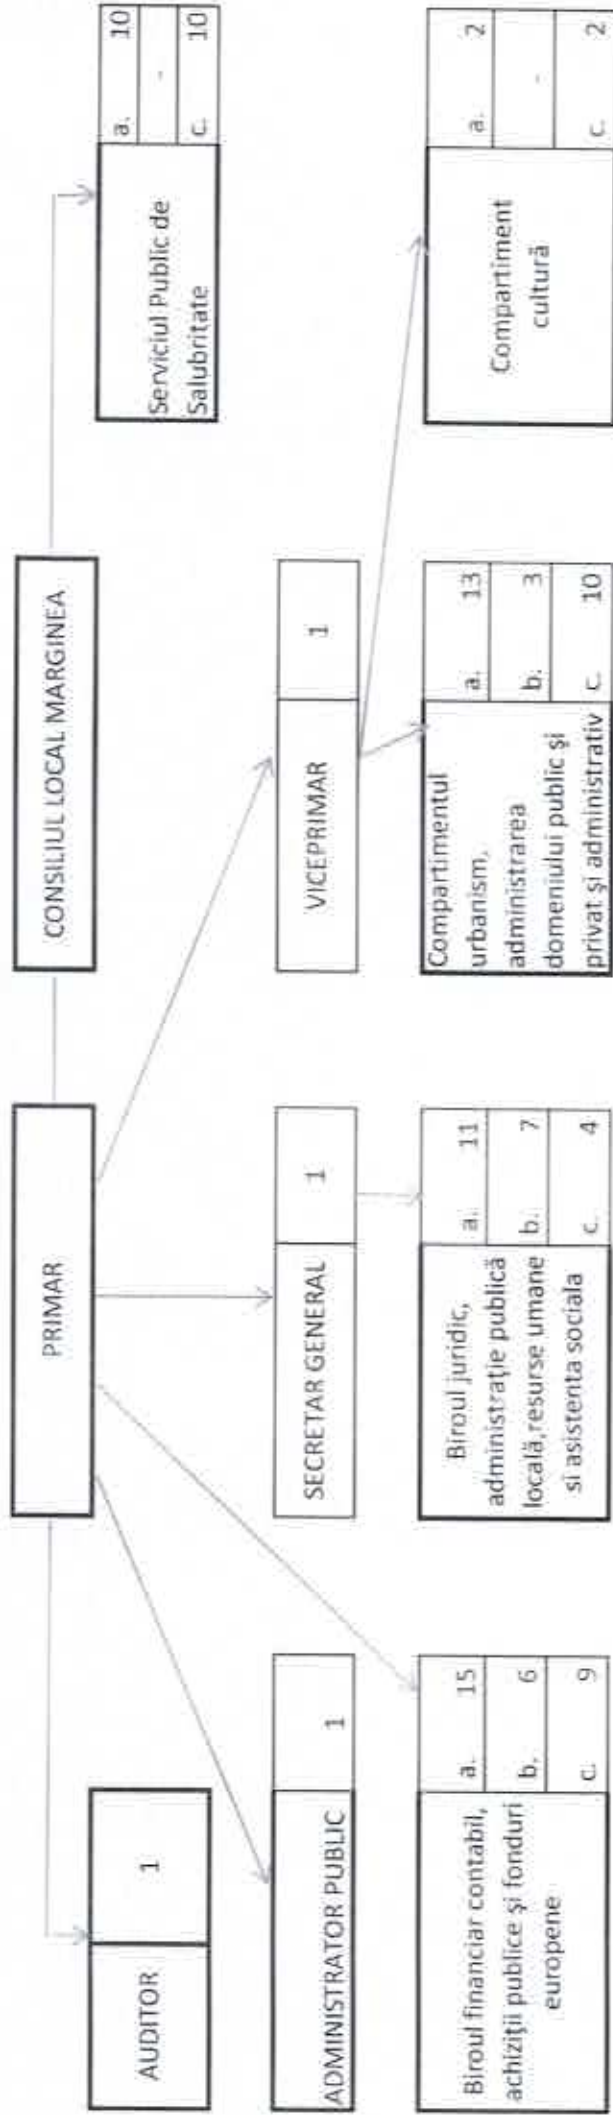 PRIMAR
CONSILIUL LOCAL MARGINEA
AUDITOR 1
Serviciul Public de
Salubritate
a. 10
-
c. 10
ADMINISTRATOR PUBLIC 1
SECRETAR GENERAL 1
VICEPRIMAR 1
Biroul financiar contabil,
achiziții publice și fonduri
europene
a. 15
b. 6
c. 9
Biroul juridic,
administrație publică
locală,resurse umane
si asistenta sociala
a. 11
b. 7
c. 4
Compartimentul
urbanism,
administrarea
domeniului public și
privat și administrativ
a. 13
b. 3
c. 10
Compartiment
cultură
a. 2
-
c. 2